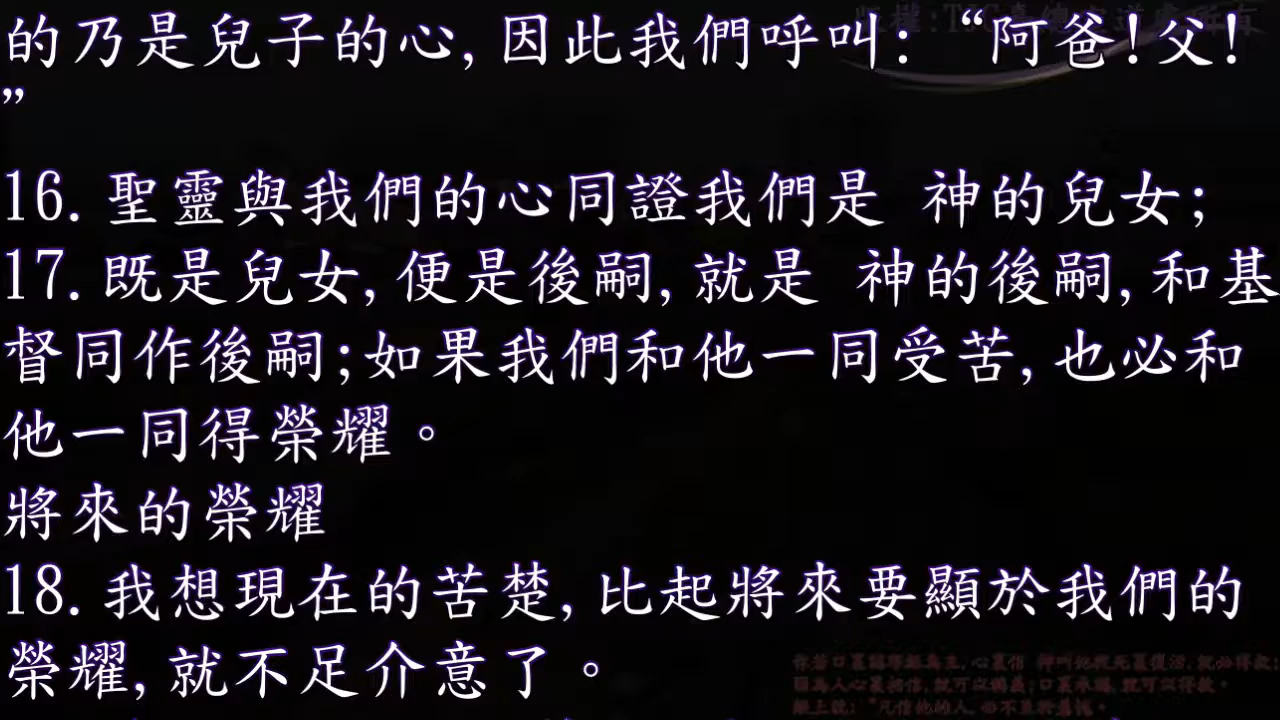 的乃是兒子的心,因此我們呼叫:“阿爸!父!
”
16.聖靈與我們的心同證我們是 神的兒女;
17.既是兒女,便是後嗣,就是 神的後嗣,和基
督同作後嗣;如果我們和他一同受苦,也必和
他一同得榮耀。
將來的榮耀
18.我想現在的苦楚,比起將來要顯於我們的
榮耀,就不足介意了。